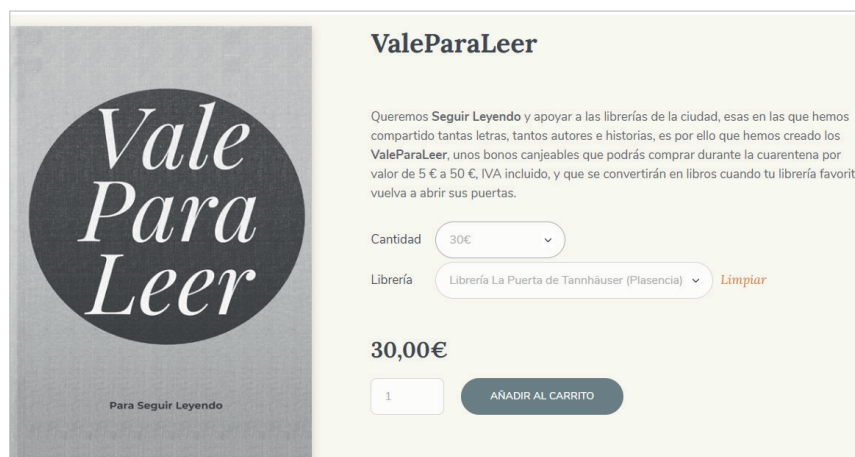 Vale
Para
Leer
Para Seguir Leyendo
ValeParaLeer
Queremos Seguir Leyendo y apoyar a las librerías de la ciudad, esas en las que hemos
compartido tantas letras, tantos autores e historias, es por ello que hemos creado los
ValeParaLeer, unos bonos canjeables que podrás comprar durante la cuarentena por
valor de 5 € a 50 €, IVA incluido, y que se convertirán en libros cuando tu librería favorit
vuelva a abrir sus puertas.
Cantidad 30€
Librería Librería La Puerta de Tannhäuser (Plasencia) Limpiar
30,00€
1 AÑADIR AL CARRITO